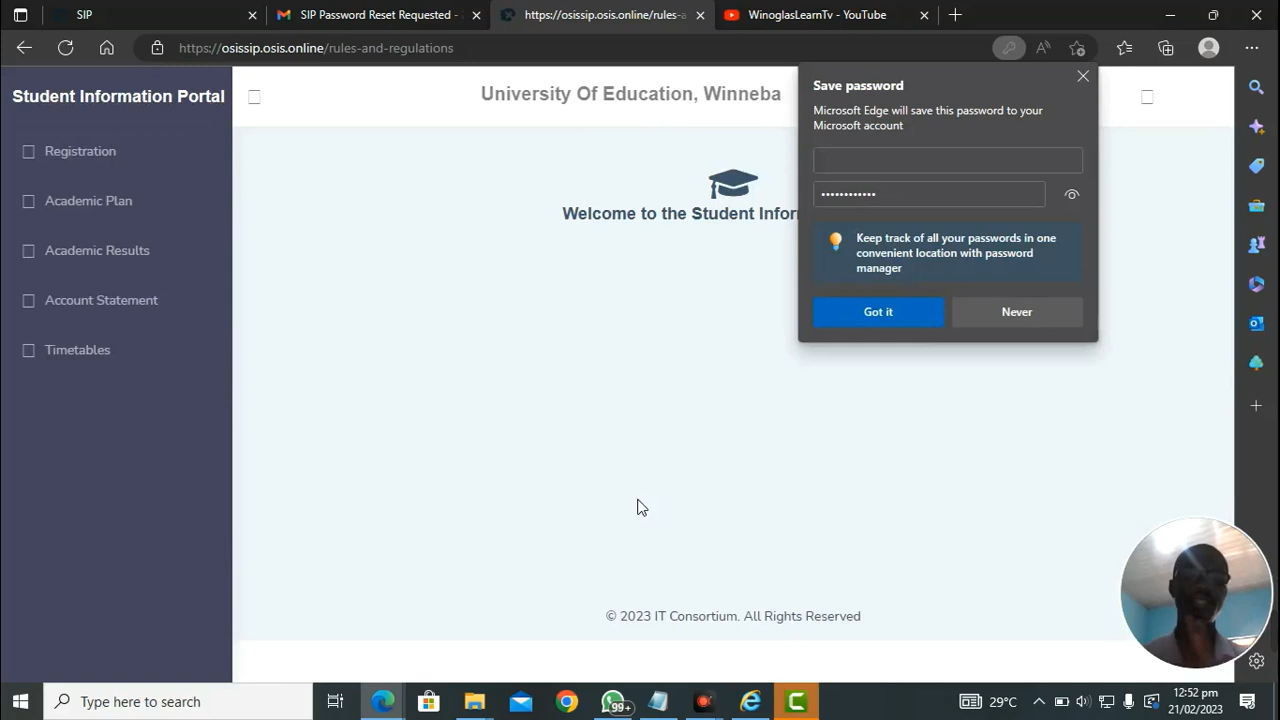 SIP
SIP Password Reset Requested -
https://osissip.osis.online/rules-a
WinoglasLearnTv - YouTube
https://osissip.osis.online/rules-and-regulations
Student Information Portal
Registration
Academic Plan
Academic Results
Account Statement
Timetables
University Of Education, Winneba
Welcome to the Student Infor
© 2023 IT Consortium. All Rights Reserved
Save password
Microsoft Edge will save this password to your
Microsoft account
••••••••••••
Keep track of all your passwords in one
convenient location with password
manager
Got it
Never
Type here to search
99+
29°C
12:52 pm
21/02/2023